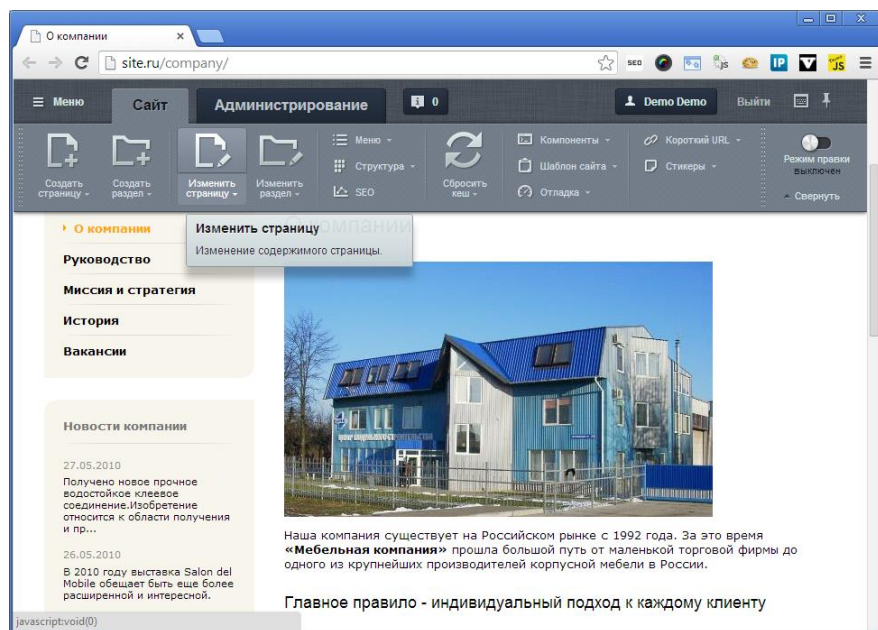 О компании
site.ru/company/
SEO
js
IP
JS
Меню
Сайт
Администрирование
0
Demo Demo
Выйти
Создать страницу
Создать раздел
Изменить страницу
Изменить раздел
Меню
Структура
SEO
Сбросить кеш
Компоненты
Шаблон сайта
Отладка
Короткий URL
Стикеры
Режим правки
выключен
Свернуть
О компании
Изменить страницу
Изменение содержимого страницы.
О компании
Руководство
Миссия и стратегия
История
Вакансии
Новости компании
27.05.2010
Получено новое прочное
водостойкое клеевое
соединение.Изобретение
относится к области получения
и пр...
26.05.2010
В 2010 году выставка Salon del
Mobile обещает быть еще более
расширенной и интересной.
Наша компания существует на Российском рынке с 1992 года. За это время
«Мебельная компания» прошла большой путь от маленькой торговой фирмы до
одного из крупнейших производителей корпусной мебели в России.
Главное правило - индивидуальный подход к каждому клиенту
javascript:void(0)